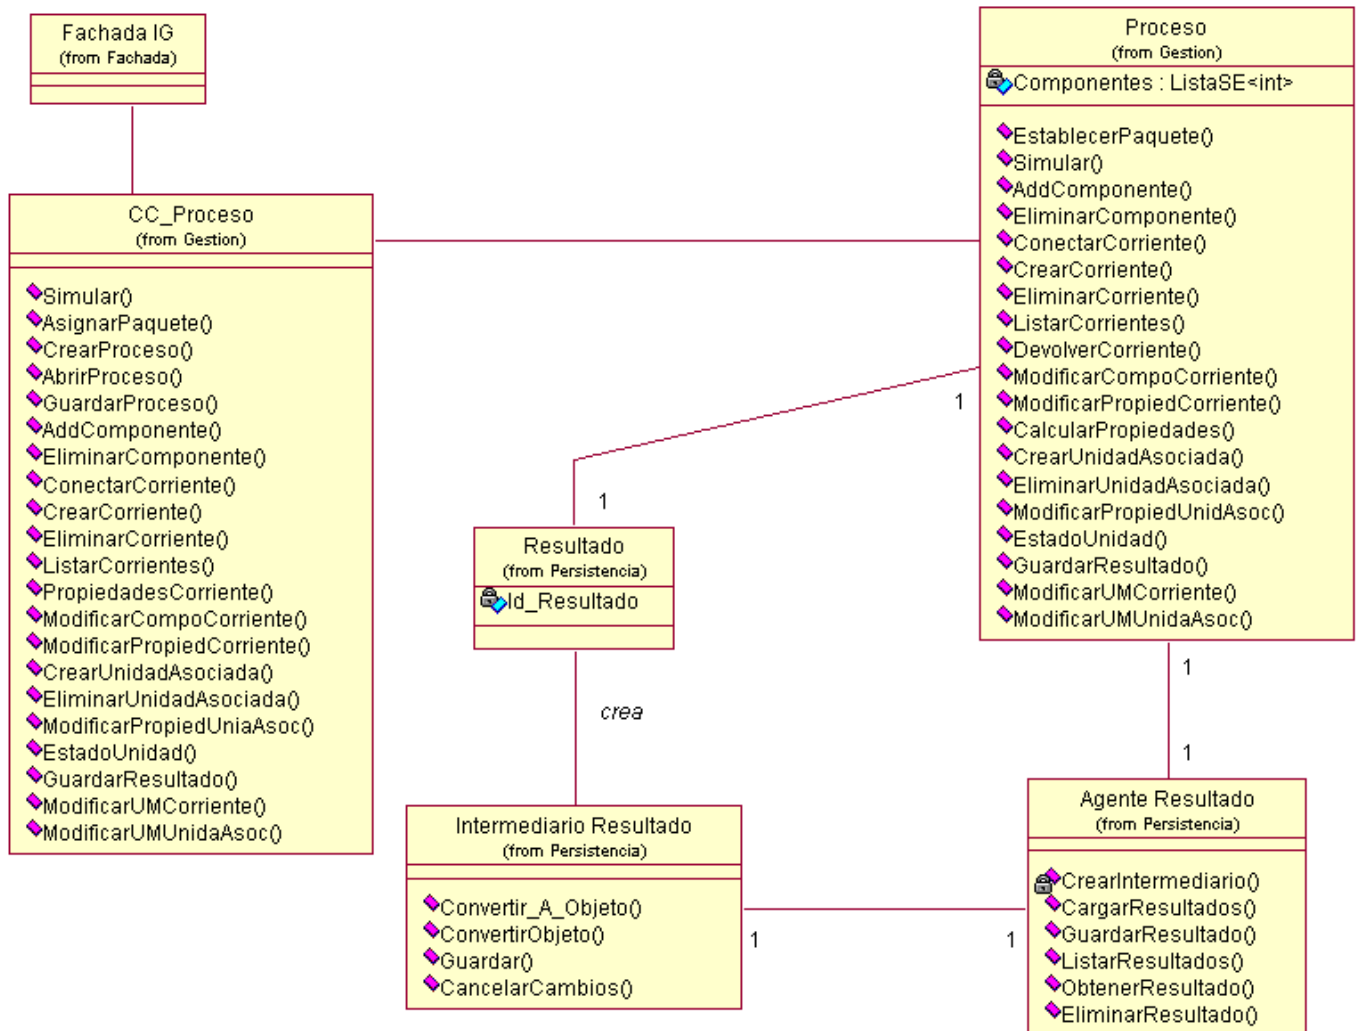 Fachada IG
(from Fachada)
CC_Proceso
(from Gestion)
Simular()
AsignarPaquete()
CrearProceso()
AbrirProceso()
GuardarProceso()
AddComponente()
EliminarComponente()
ConectarCorriente()
CrearCorriente()
EliminarCorriente()
ListarCorrientes()
PropiedadesCorriente()
ModificarCompoCorriente()
ModificarPropiedCorriente()
CrearUnidadAsociada()
EliminarUnidadAsociada()
ModificarPropiedUniaAsoc()
EstadoUnidad()
GuardarResultado()
ModificarUMCorriente()
ModificarUMUnidaAsoc()
Proceso
(from Gestion)
Componentes : ListaSE<int>
EstablecerPaquete()
Simular()
AddComponente()
EliminarComponente()
ConectarCorriente()
CrearCorriente()
EliminarCorriente()
ListarCorrientes()
DevolverCorriente()
ModificarCompoCorriente()
ModificarPropiedCorriente()
CalcularPropiedades()
CrearUnidadAsociada()
EliminarUnidadAsociada()
ModificarPropiedUnidAsoc()
EstadoUnidad()
GuardarResultado()
ModificarUMCorriente()
ModificarUMUnidaAsoc()
1
1
Resultado
(from Persistencia)
Id_Resultado
crea
1
1
Intermediario Resultado
(from Persistencia)
Convertir_A_Objeto()
ConvertirObjeto()
Guardar()
CancelarCambios()
1
1
Agente Resultado
(from Persistencia)
CrearIntermediario()
CargarResultados()
GuardarResultado()
ListarResultados()
ObtenerResultado()
EliminarResultado()